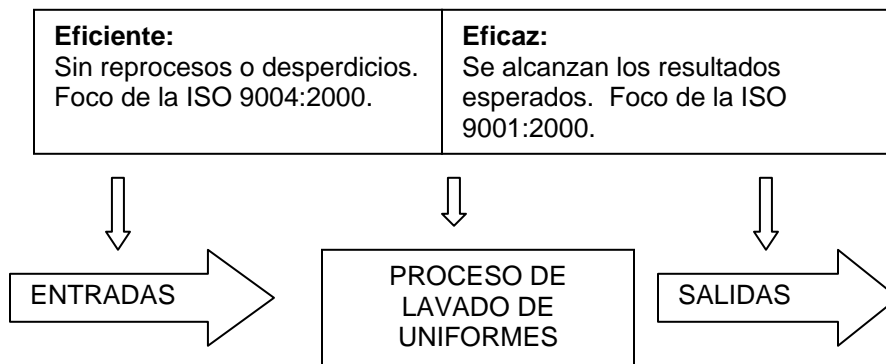 Eficiente:
Sin reprocesos o desperdicios.
Foco de la ISO 9004:2000.
Eficaz:
Se alcanzan los resultados
esperados.  Foco de la ISO
9001:2000.
ENTRADAS
PROCESO DE
LAVADO DE
UNIFORMES
SALIDAS